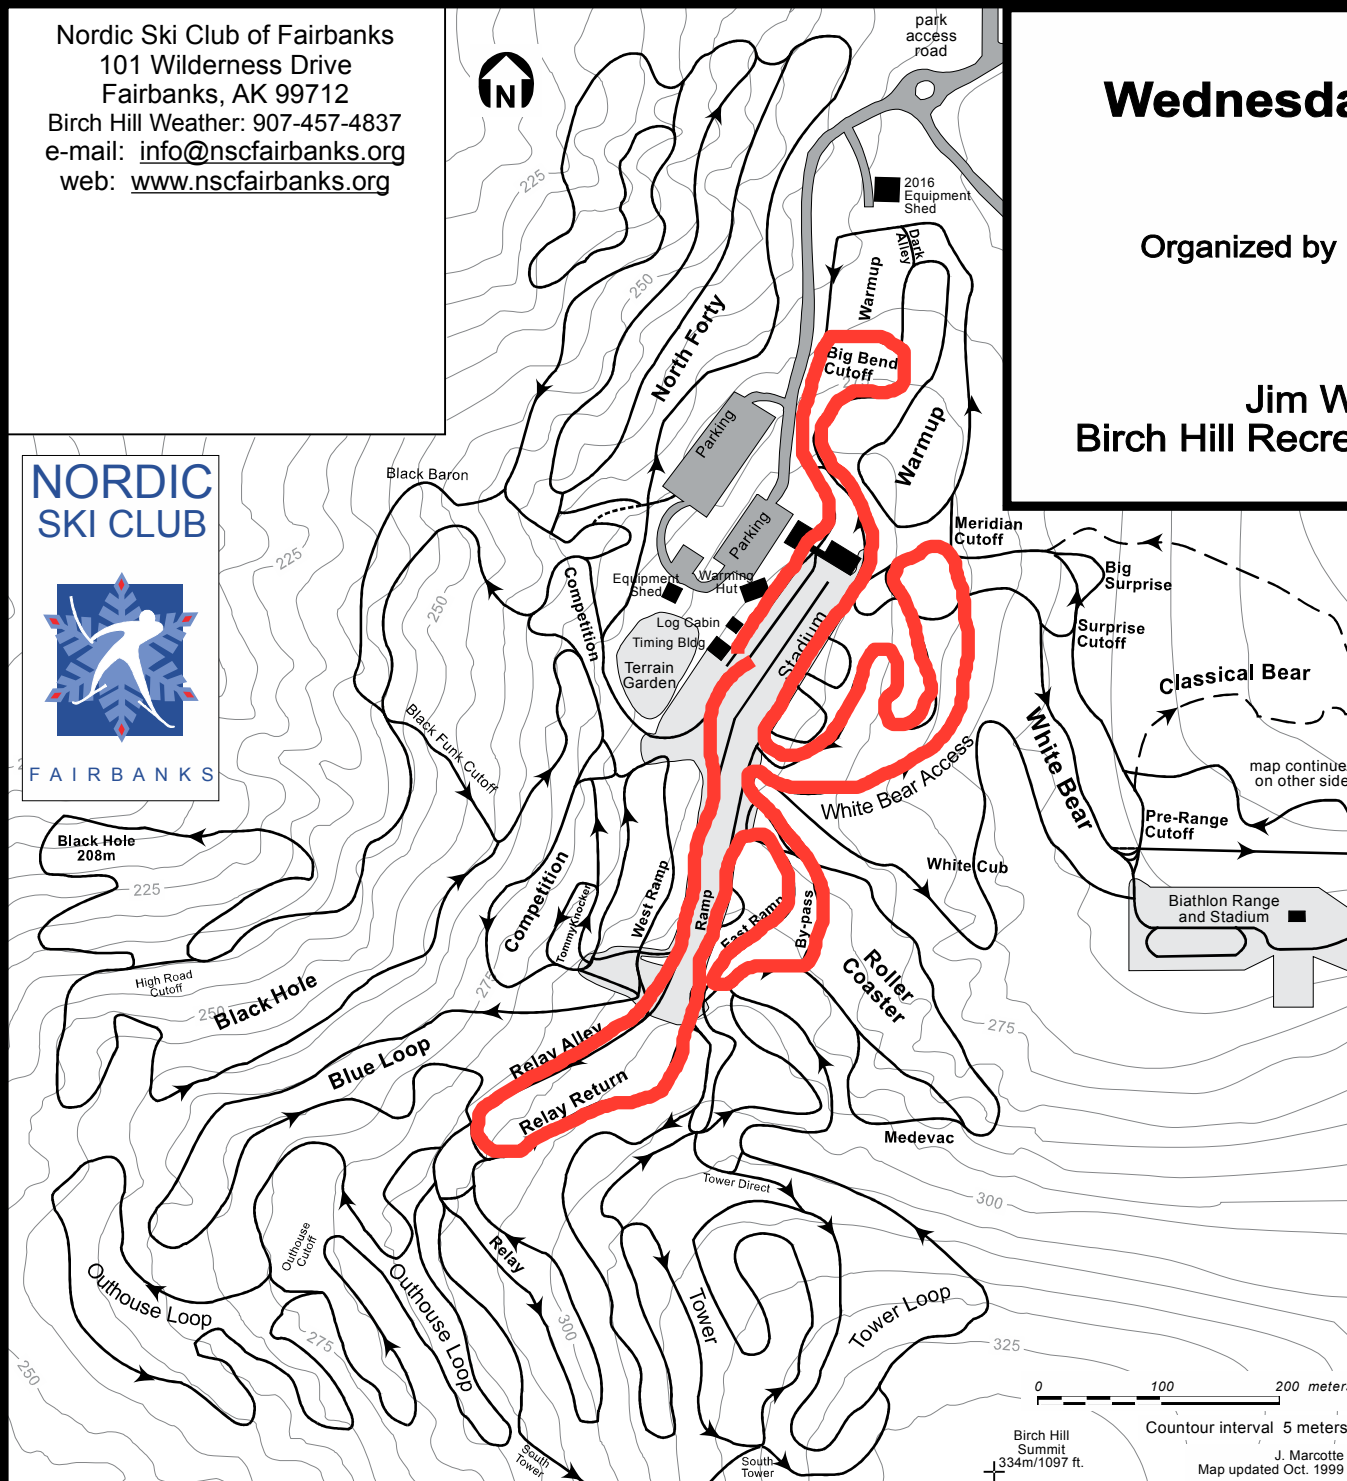 Nordic Ski Club of Fairbanks
101 Wilderness Drive
Fairbanks, AK 99712
Birch Hill Weather: 907-457-4837
e-mail: info@nscfairbanks.org
web: www.nscfairbanks.org
N
park
access
road
Wednesda
Organized by
Jim W
Birch Hill Recre
2016
Equipment
Shed
Dark
Alley
Warmup
225
250
North Forty
Big Bend
Cutoff
Parking
Warmup
NORDIC
SKI CLUB
FAIRBANKS
Black Baron
225
250
Parking
Meridian
Cutoff
Big
Surprise
Surprise
Cutoff
Classical Bear
Competition
Equipment
Shed
Warming
Hut
Log Cabin
Timing Bldg
Terrain
Garden
Stadium
Black Funk Cutoff
White Bear Access
White Bear
map continue
on other side
Pre-Range
Cutoff
White Cub
Biathlon Range
and Stadium
Black Hole
208m
225
Competition
TommyKnocker
West Ramp
Ramp
East Ramp
By-pass
Roller
Coaster
275
High Road
Cutoff
250
Black Hole
275
Blue Loop
Relay Alley
Relay Return
Medevac
Tower Direct
300
Outhouse
Cutoff
Outhouse Loop
Outhouse Loop
Relay
300
Tower
Tower Loop
275
250
325
South
Tower
South
Tower
0 100 200 meters
Countour interval 5 meters
Birch Hill
Summit
334m/1097 ft.
J. Marcotte
Map updated Oct. 1999